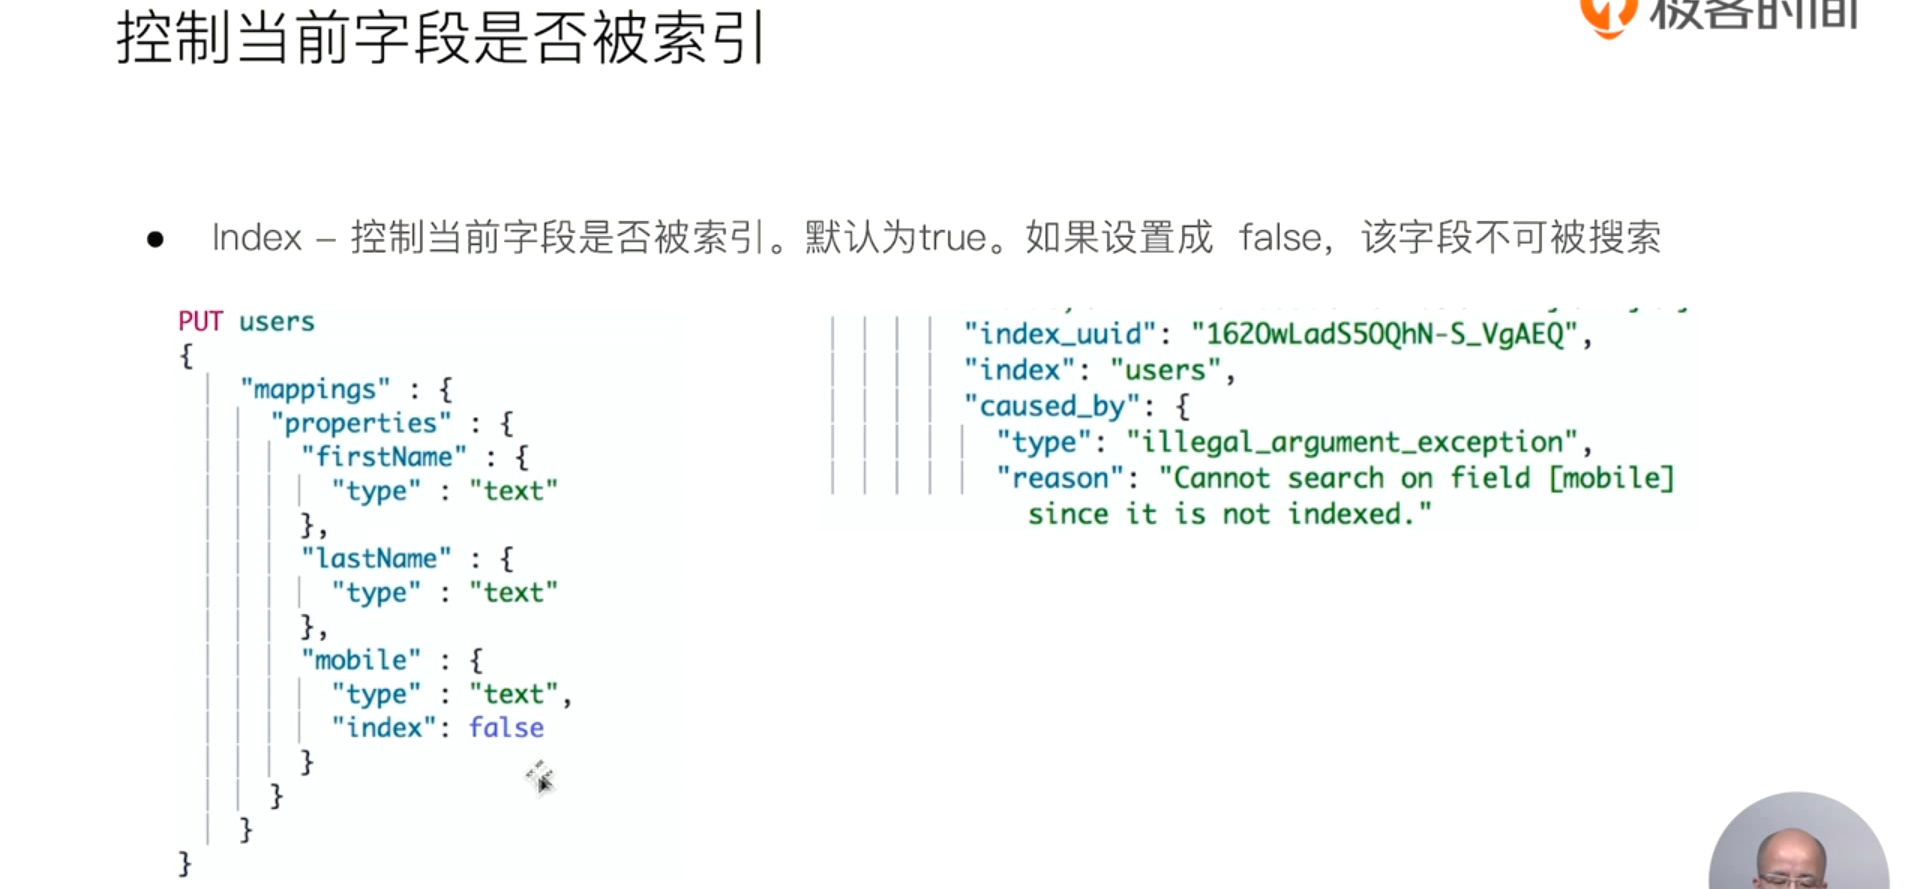 控制当前字段是否被索引
极客时间
● Index – 控制当前字段是否被索引。默认为true。如果设置成 false，该字段不可被搜索
PUT users
{
"mappings" : {
"properties" : {
"firstName" : {
"type" : "text"
},
"lastName" : {
"type" : "text"
},
"mobile" : {
"type" : "text",
"index": false
}
}
}
}
"index_uuid": "162OwLadS5OQhN-S_VgAEQ",
"index": "users",
"caused_by": {
"type": "illegal_argument_exception",
"reason": "Cannot search on field [mobile]
since it is not indexed."